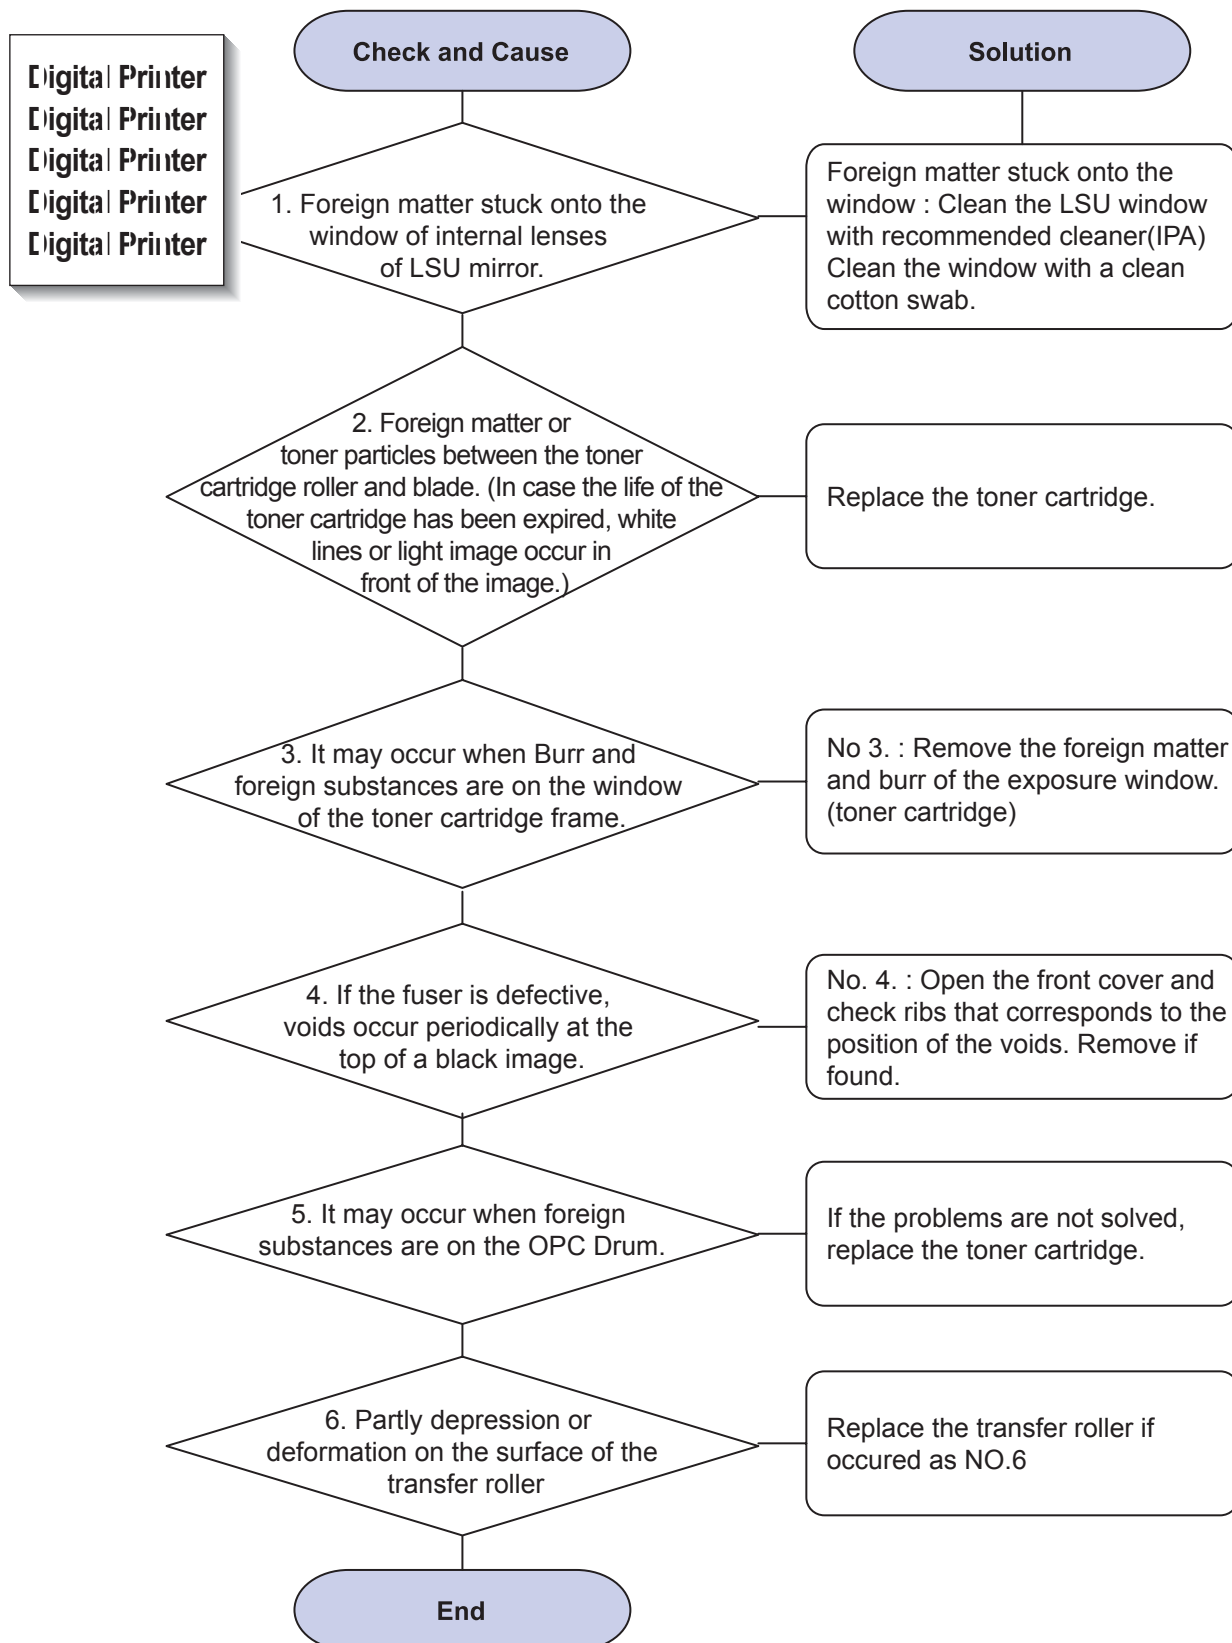 Digital Printer
Digital Printer
Digital Printer
Digital Printer
Digital Printer
Check and Cause
Solution
1. Foreign matter stuck onto the
window of internal lenses
of LSU mirror.
Foreign matter stuck onto the
window : Clean the LSU window
with recommended cleaner(IPA)
Clean the window with a clean
cotton swab.
2. Foreign matter or
toner particles between the toner
cartridge roller and blade. (In case the life of the
toner cartridge has been expired, white
lines or light image occur in
front of the image.)
Replace the toner cartridge.
3. It may occur when Burr and
foreign substances are on the window
of the toner cartridge frame.
No 3. : Remove the foreign matter
and burr of the exposure window.
(toner cartridge)
4. If the fuser is defective,
voids occur periodically at the
top of a black image.
No. 4. : Open the front cover and
check ribs that corresponds to the
position of the voids. Remove if
found.
5. It may occur when foreign
substances are on the OPC Drum.
If the problems are not solved,
replace the toner cartridge.
6. Partly depression or
deformation on the surface of the
transfer roller
Replace the transfer roller if
occured as NO.6
End